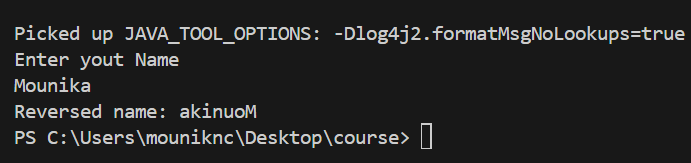 Picked up JAVA_TOOL_OPTIONS: -Dlog4j2.formatMsgNoLookups=true
Enter yout Name
Mounika
Reversed name: akinuoM
PS C:\Users\mouniknc\Desktop\course>